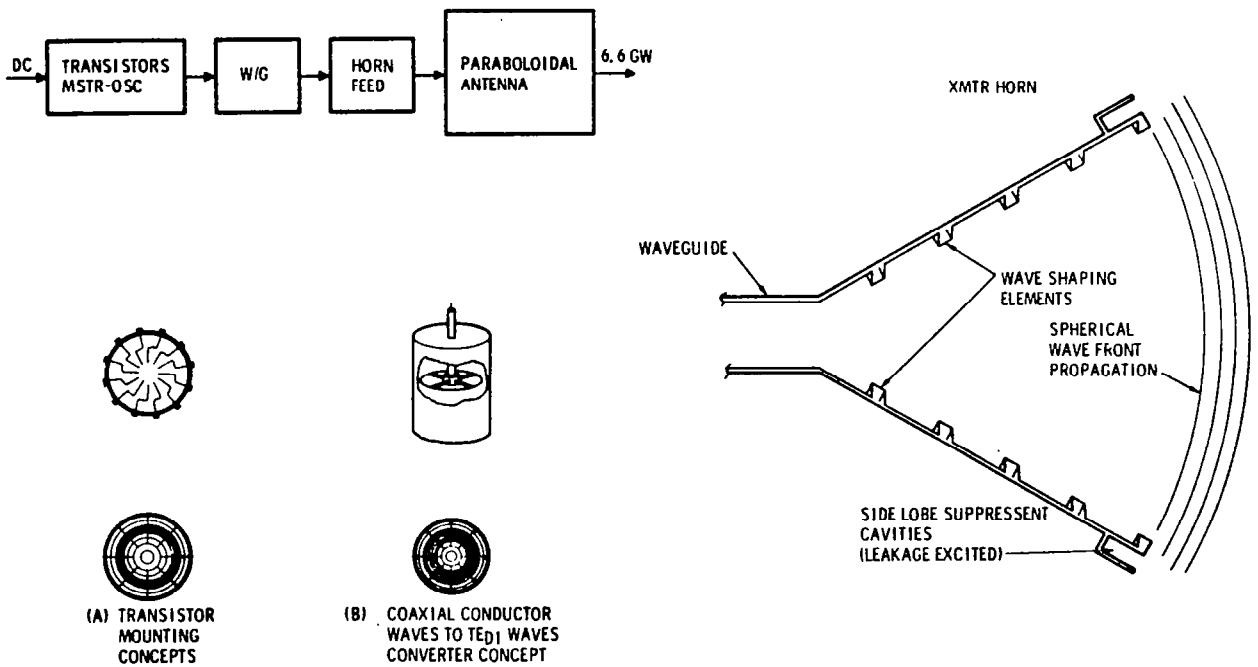 DC
TRANSISTORS
MSTR-OSC
W/G
HORN
FEED
PARABOLOIDAL
ANTENNA
6.6 GW
XMTR HORN
WAVEGUIDE
WAVE SHAPING
ELEMENTS
SPHERICAL
WAVE FRONT
PROPAGATION
SIDE LOBE SUPPRESSENT
CAVITIES
(LEAKAGE EXCITED)
(A) TRANSISTOR
MOUNTING
CONCEPTS
(B) COAXIAL CONDUCTOR
WAVES TO TED1 WAVES
CONVERTER CONCEPT